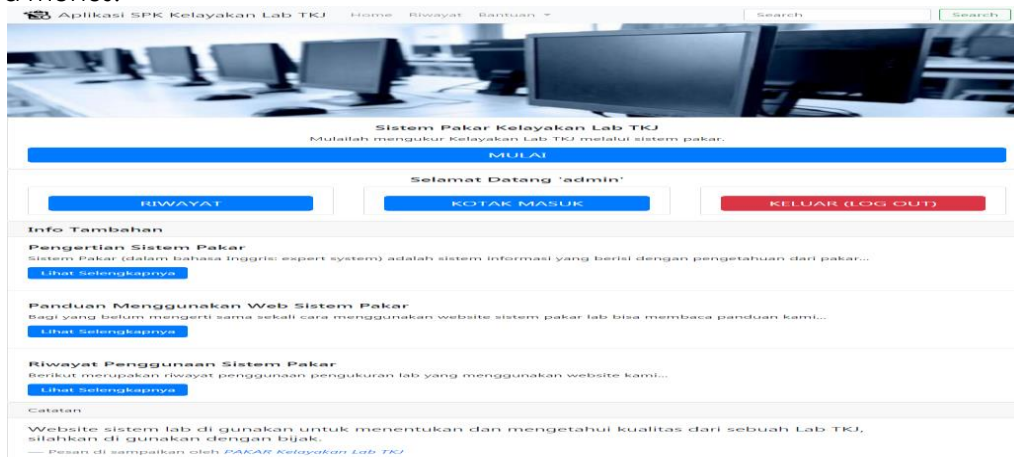 Aplikasi SPK Kelayakan Lab TKJ Home Riwayat Bantuan Search Search
Sistem Pakar Kelayakan Lab TKJ
Mulailah mengukur Kelayakan Lab TKJ melalui sistem pakar.
MULAI
Selamat Datang 'admin'
RIWAYAT KOTAK MASUK KELUAR (LOG OUT)
Info Tambahan
Pengertian Sistem Pakar
Sistem Pakar (dalam bahasa Inggris: expert system) adalah sistem informasi yang berisi dengan pengetahuan dari pakar...
Lihat Selengkapnya
Panduan Menggunakan Web Sistem Pakar
Bagi yang belum mengerti sama sekali cara menggunakan website sistem pakar lab bisa membaca panduan kami...
Lihat Selengkapnya
Riwayat Penggunaan Sistem Pakar
Berikut merupakan riwayat penggunaan pengukuran lab yang menggunakan website kami...
Lihat Selengkapnya
Catatan
Website sistem lab di gunakan untuk menentukan dan mengetahui kualitas dari sebuah Lab TKJ,
silahkan di gunakan dengan bijak.
— Pesan di sampaikan oleh PAKAR Kelayakan Lab TKJ